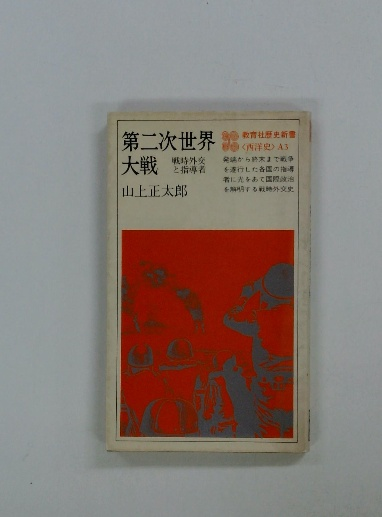 第二次世界
大戦 戦時外交
と指導者
山上正太郎
教育社歴史新書
〈西洋史〉A3
発端から終末まで戦争
を遂行した各国の指導
者に光をあて国際政治
を解明する戦時外交史